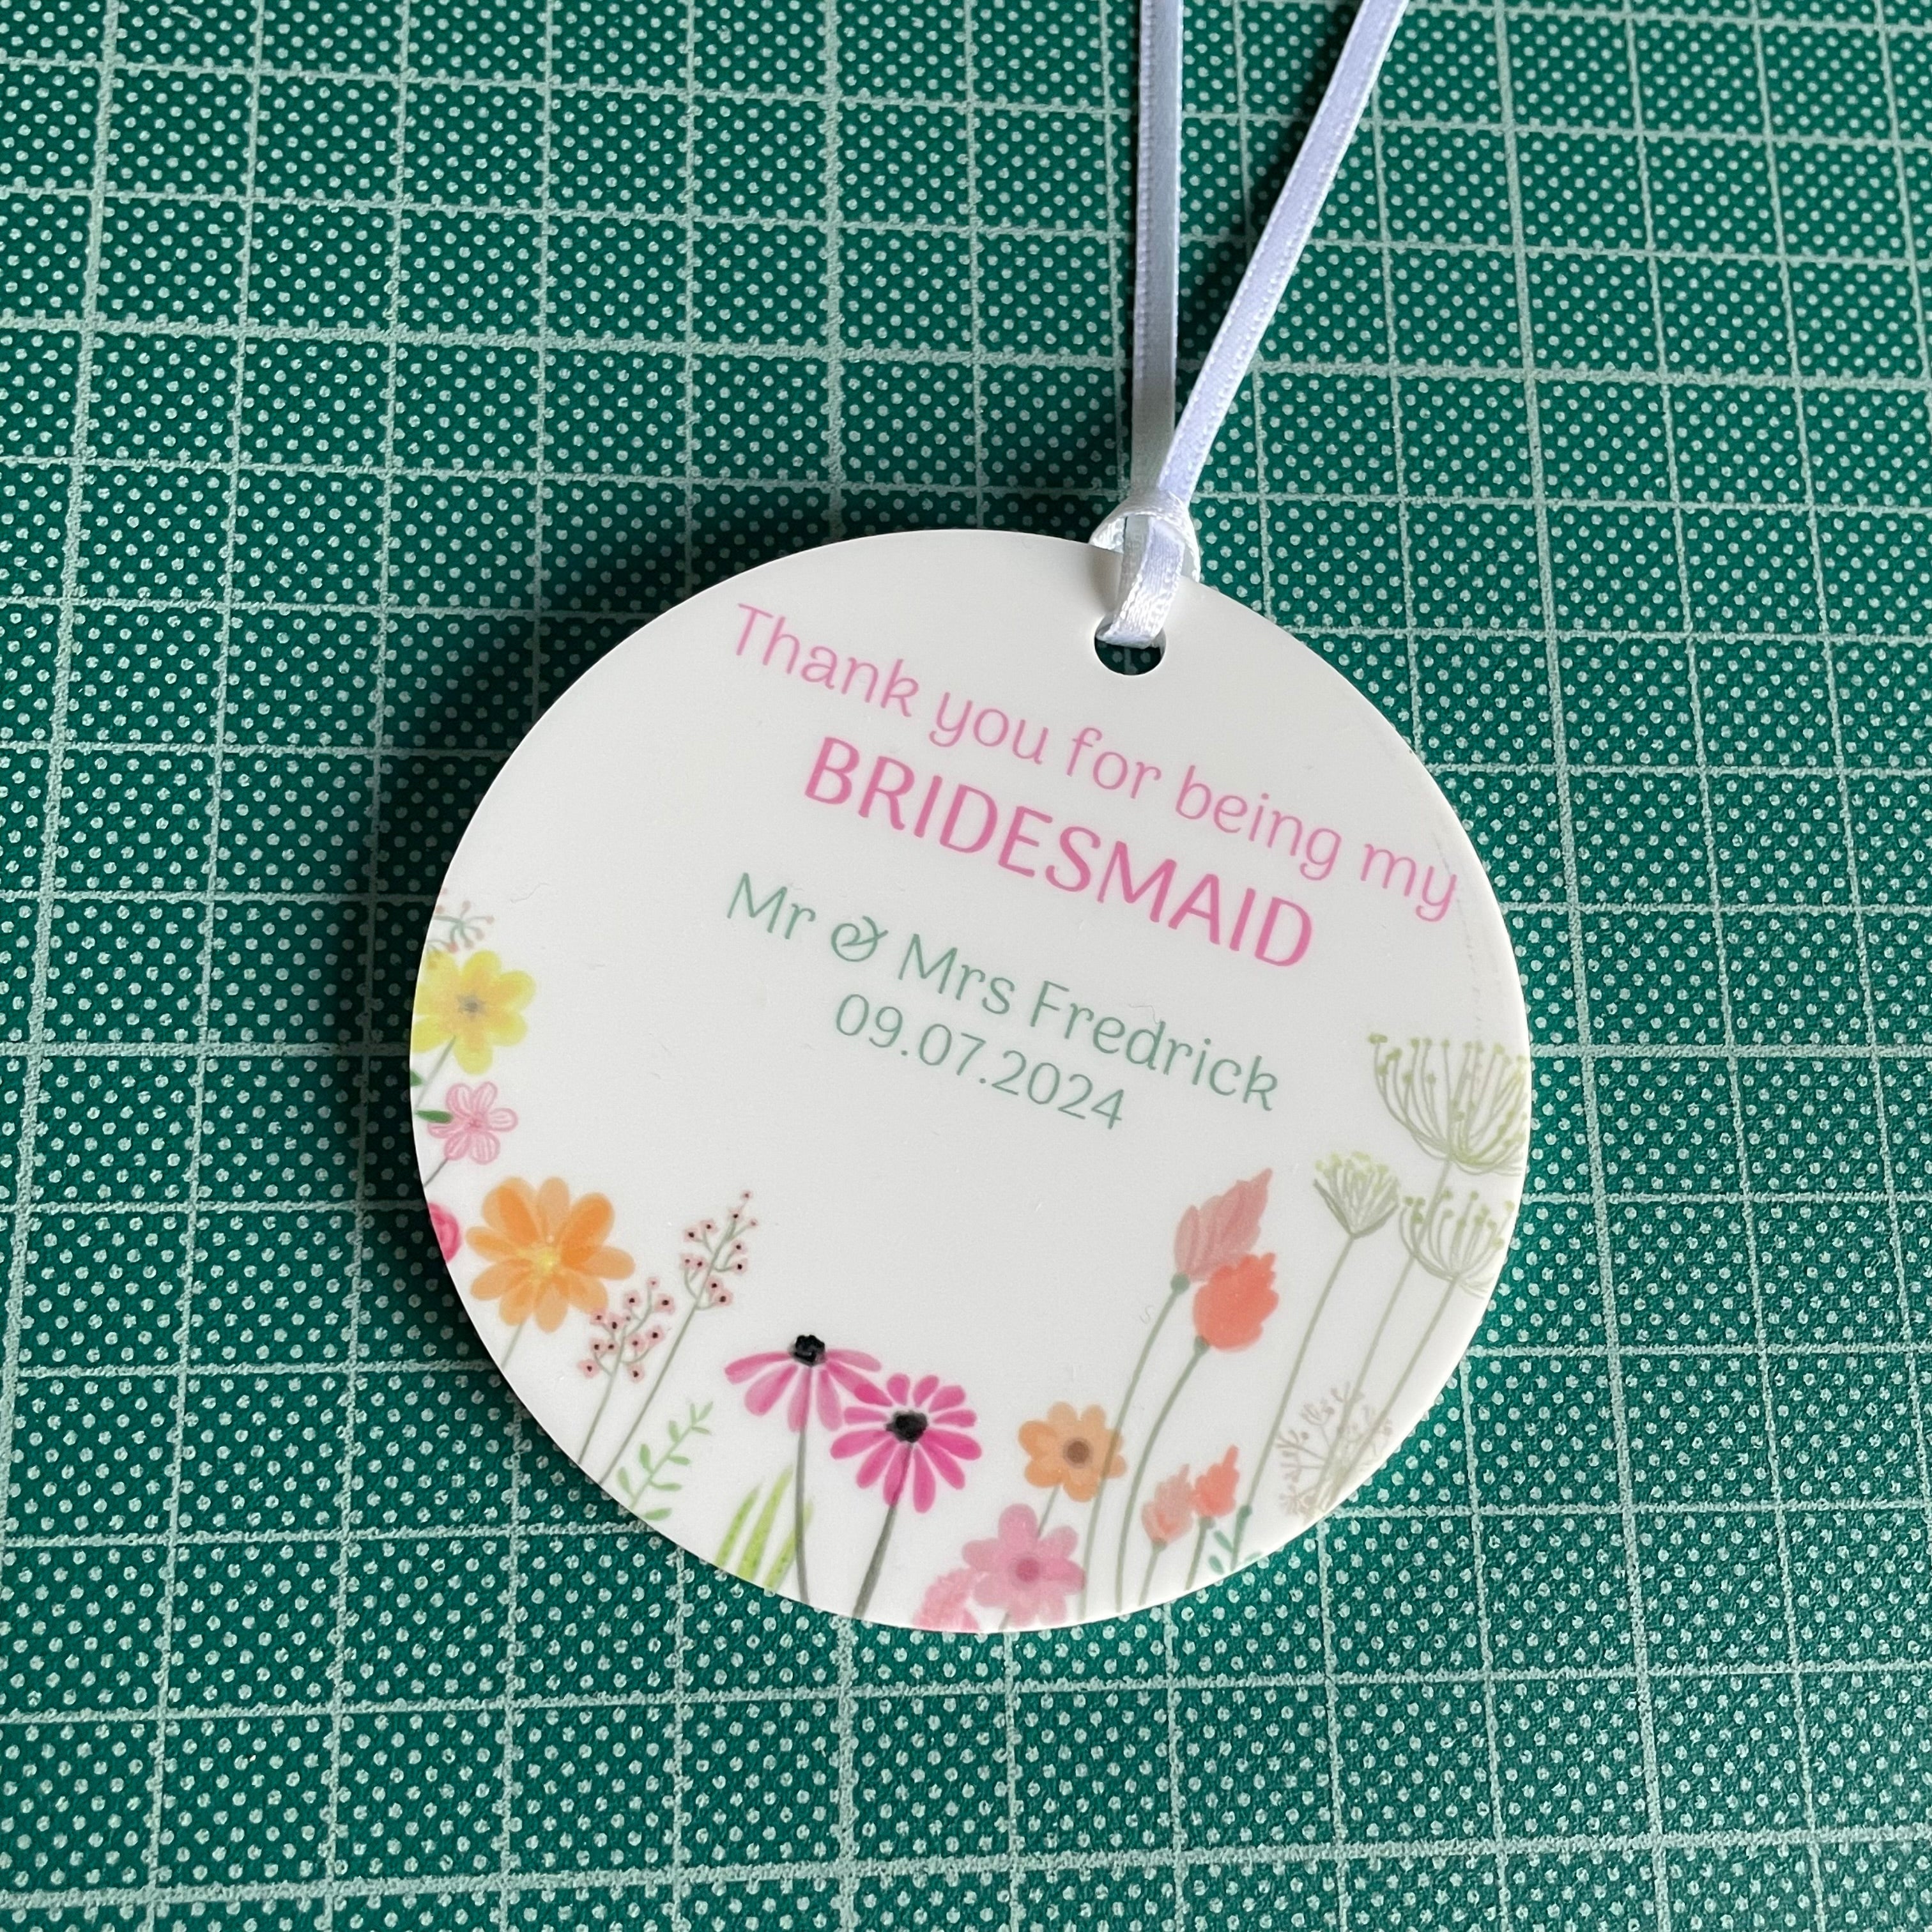 Thank you for being my
BRIDESMAID
Mr & Mrs Fredrick
09.07.2024